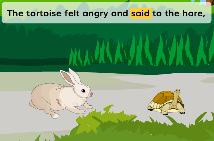 The tortoise felt angry and said to the hare,